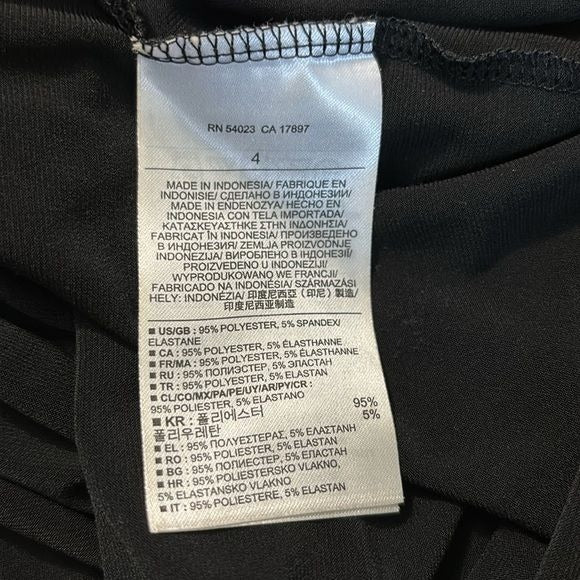 RN 54023 CA 17897
4
MADE IN INDONESIA/ FABRIQUE EN
INDONISIE/ СДЕЛАНО В ИНДОНЕЗИИ/
MADE IN ENDENOZYA/ HECHO EN
INDONESIA CON TELA IMPORTADA/
ΚΑΤΑΣΚΕΥΑΣΤΗΚΕ ΣΤΗΝ ΙΝΔΟΝΗΣΙΑ/
FABRICAT ÎN INDONEZIA/ ПРОИЗВЕДЕНО
В ИНДОНЕЗИЯ/ ZEMLJA PROIZVODNJE
INDONEZIJA/ ВИРОБЛЕНО В ІНДОНЕЗІЇ/
PROIZVEDENO U INDONEZIJI/
WYPRODUKOWANO WE FRANCJI/
FABRICADO NA INDONÉSIA/ SZÁRMAZÁSI
HELY: INDONÉZIA/ 印度尼西亞（印尼）製造/
印度尼西亚制造
■ US/GB : 95% POLYESTER, 5% SPANDEX/
ELASTANE
■ CA : 95% POLYESTER, 5% ÉLASTHANNE
■ FR/MA : 95% POLYESTER, 5% ÉLASTHANNE
■ RU : 95% ПОЛИЭСТЕР, 5% ЭЛАСТАН
■ TR : 95% POLYESTER, 5% ELASTAN
■ CL/CO/MX/PA/PE/UY/AR/PY/CR :
95% POLIESTER, 5% ELASTANO
■ KR : 폴리에스터 95%
폴리우레탄 5%
■ EL : 95% ΠΟΛΥΕΣΤΕΡΑΣ, 5% ΕΛΑΣΤΑΝ
■ RO : 95% POLIESTER, 5% ELASTAN
■ BG : 95% ПОЛИЕСТЕР, 5% ЕЛАСТАН
■ HR : 95% POLIESTERSKO VLAKNO,
5% ELASTANSKO VLAKNO
■ IT : 95% POLIESTERE, 5% ELASTAN